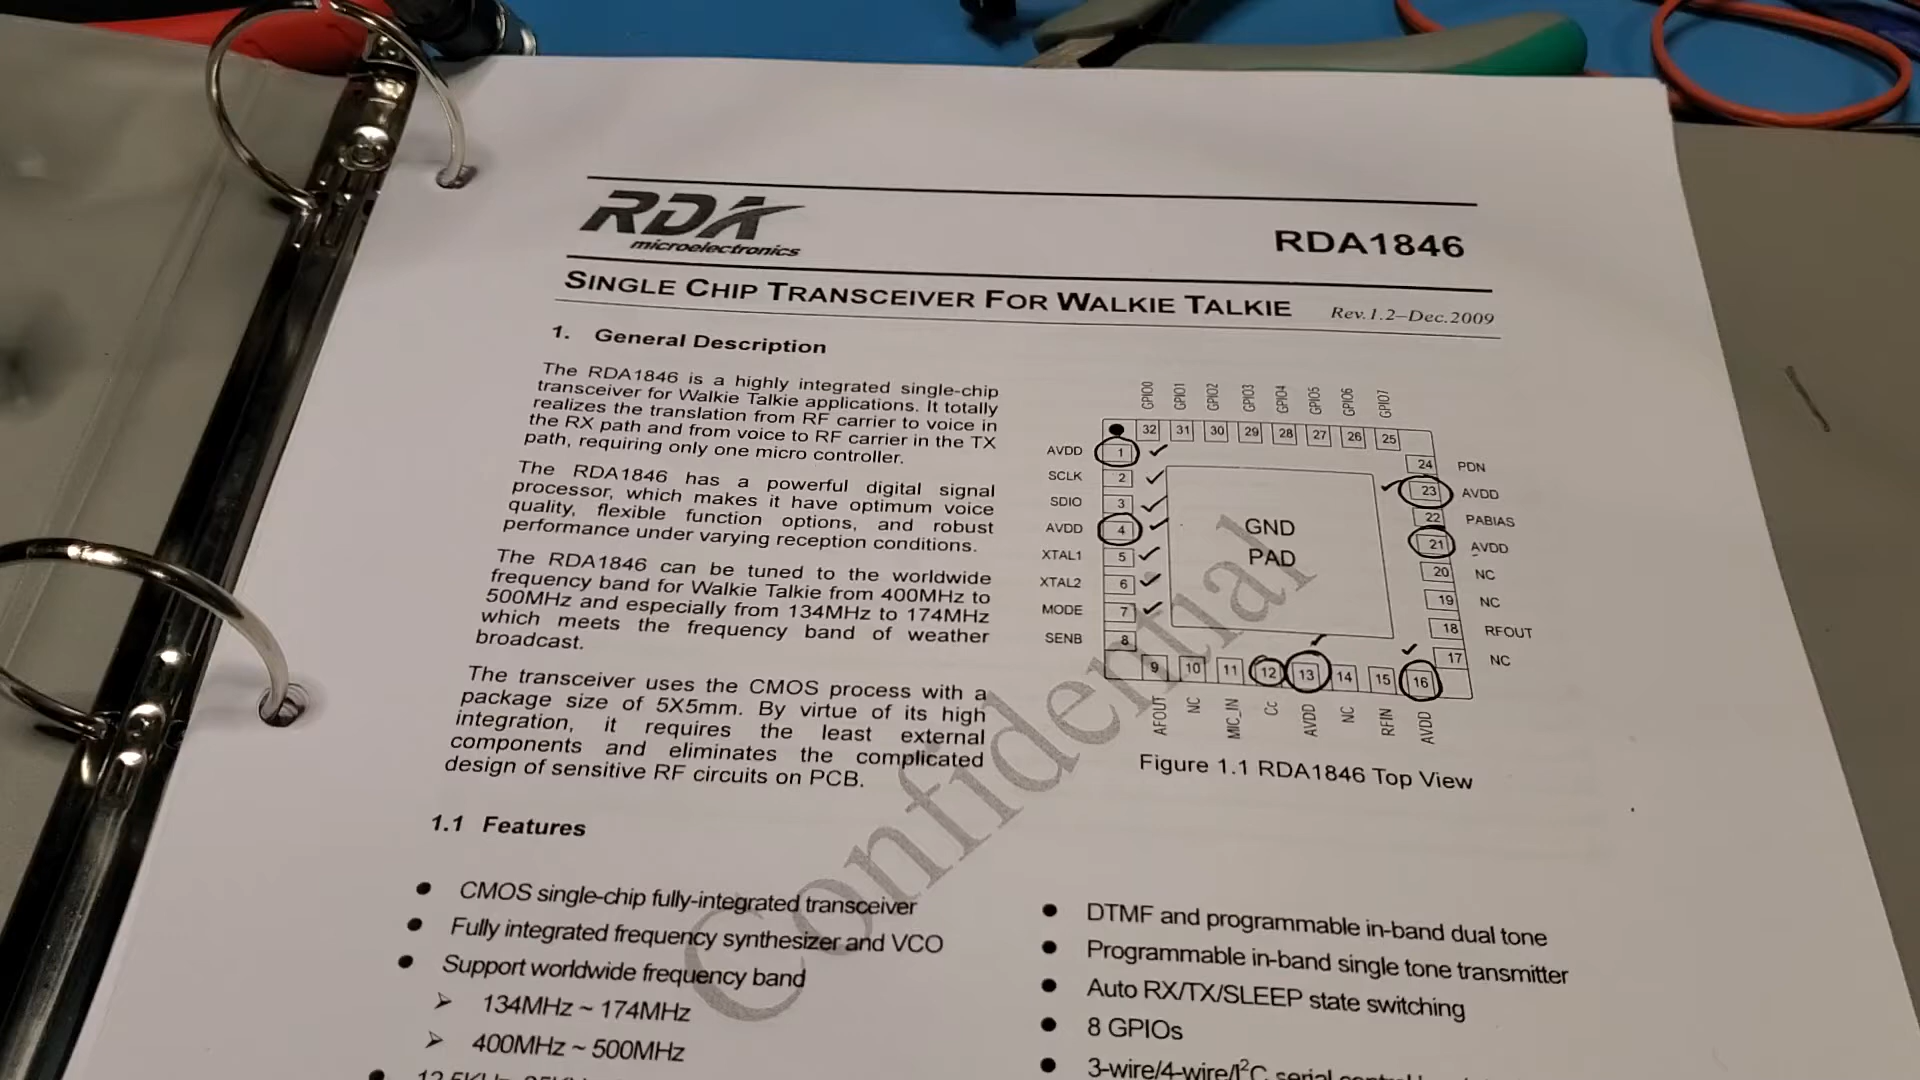 RDA
microelectronics
RDA1846
SINGLE CHIP TRANSCEIVER FOR WALKIE TALKIE
Rev.1.2–Dec.2009
1. General Description
The RDA1846 is a highly integrated single-chip
transceiver for Walkie Talkie applications. It totally
realizes the translation from RF carrier to voice in
the RX path and from voice to RF carrier in the TX
path, requiring only one micro controller.
The RDA1846 has a powerful digital signal
processor, which makes it have optimum voice
quality, flexible function options, and robust
performance under varying reception conditions.
The RDA1846 can be tuned to the worldwide
frequency band for Walkie Talkie from 400MHz to
500MHz and especially from 134MHz to 174MHz
which meets the frequency band of weather
broadcast.
The transceiver uses the CMOS process with a
package size of 5X5mm. By virtue of its high
integration, it requires the least external
components and eliminates the complicated
design of sensitive RF circuits on PCB.
GPIO0 GPIO1 GPIO2 GPIO3 GPIO4 GPIO5 GPIO6 GPIO7
32 31 30 29 28 27 26 25
AVDD 1
SCLK 2
SDIO 3
AVDD 4
XTAL1 5
XTAL2 6
MODE 7
SENB 8
GND
PAD
24 PDN
23 AVDD
22 PABIAS
21 AVDD
20 NC
19 NC
18 RFOUT
17 NC
9 10 11 12 13 14 15 16
AFOUT NC MIC_IN Cc AVDD NC RFIN AVDD
Figure 1.1 RDA1846 Top View
Confidential
1.1 Features
● CMOS single-chip fully-integrated transceiver
● Fully integrated frequency synthesizer and VCO
● Support worldwide frequency band
➢ 134MHz ~ 174MHz
➢ 400MHz ~ 500MHz
● DTMF and programmable in-band dual tone
● Programmable in-band single tone transmitter
● Auto RX/TX/SLEEP state switching
● 8 GPIOs
● 3-wire/4-wire/I²C serial control